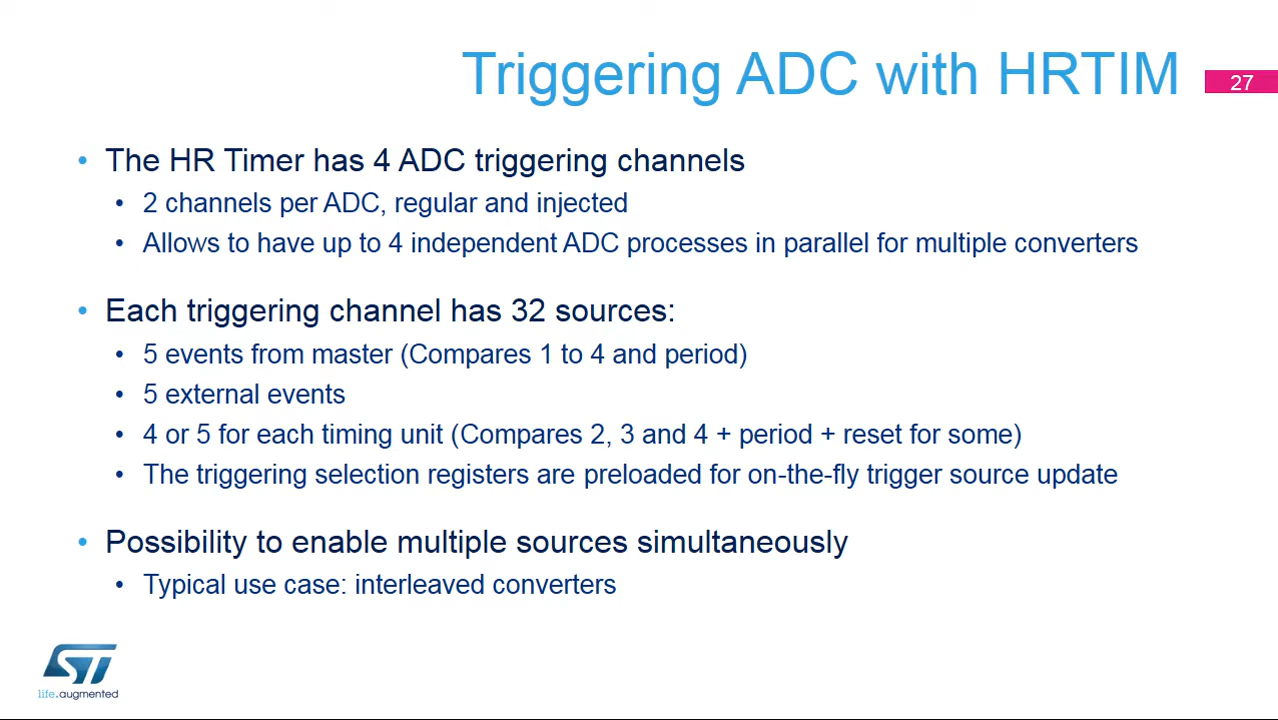 Triggering ADC with HRTIM
27
• The HR Timer has 4 ADC triggering channels
• 2 channels per ADC, regular and injected
• Allows to have up to 4 independent ADC processes in parallel for multiple converters
• Each triggering channel has 32 sources:
• 5 events from master (Compares 1 to 4 and period)
• 5 external events
• 4 or 5 for each timing unit (Compares 2, 3 and 4 + period + reset for some)
• The triggering selection registers are preloaded for on-the-fly trigger source update
• Possibility to enable multiple sources simultaneously
• Typical use case: interleaved converters
ST
life.augmented